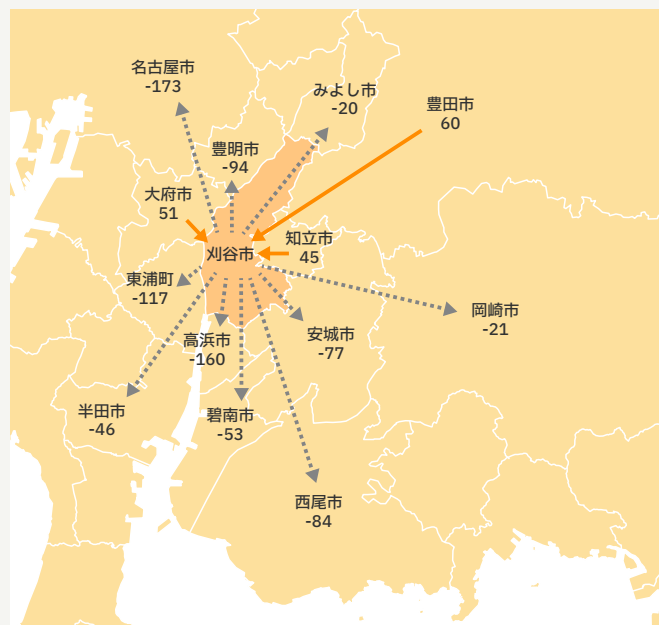 名古屋市
-173
みよし市
-20
豊田市
60
豊明市
-94
大府市
51
刈谷市
知立市
45
東浦町
-117
岡崎市
-21
高浜市
-160
安城市
-77
半田市
-46
碧南市
-53
西尾市
-84